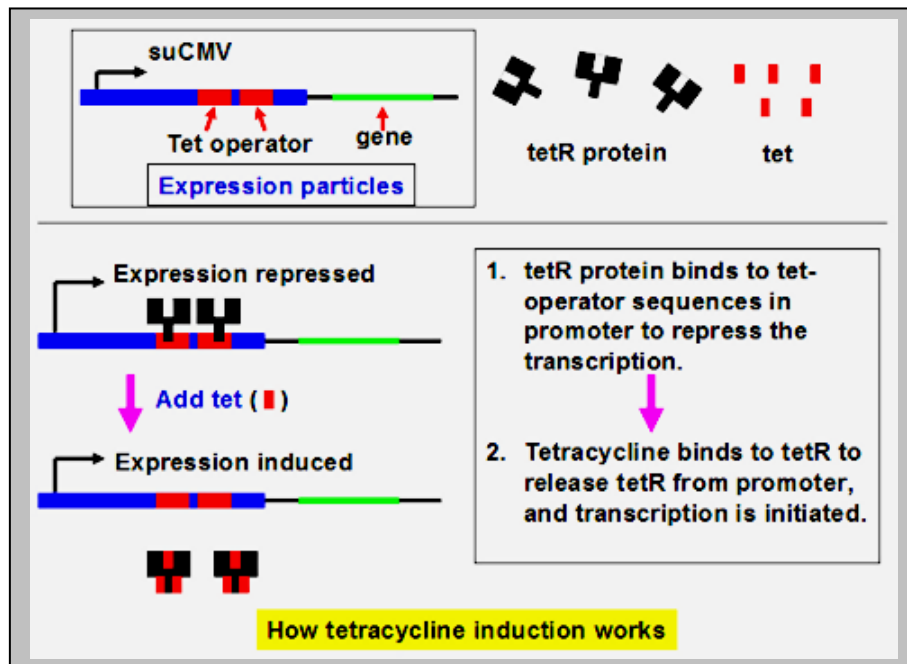 suCMV
Tet operator
gene
Expression particles
tetR protein
tet
Expression repressed
Add tet ( )
Expression induced
1. tetR protein binds to tet-
operator sequences in
promoter to repress the
transcription.
2. Tetracycline binds to tetR to
release tetR from promoter,
and transcription is initiated.
How tetracycline induction works